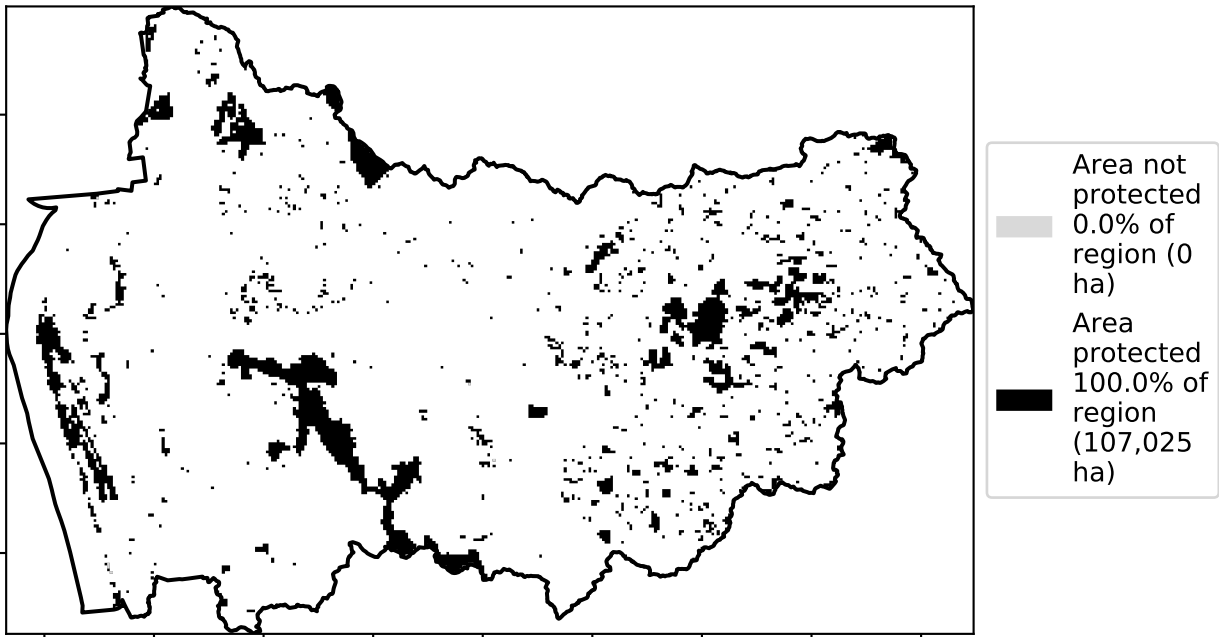 Area not
protected
0.0% of
region (0
ha)
Area
protected
100.0% of
region
(107,025
ha)